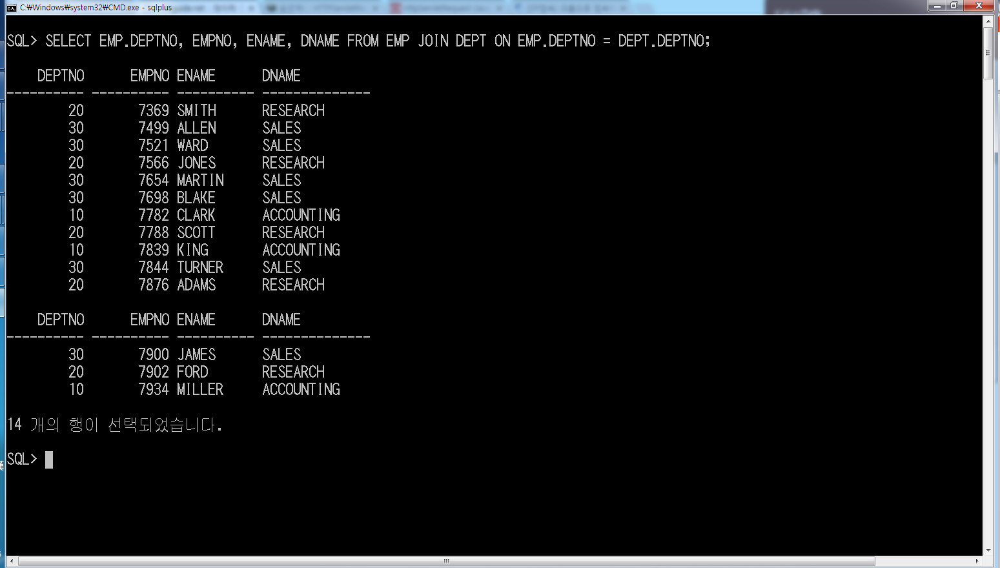 C:₩Windows₩system32₩CMD.exe - sqlplus
SQL> SELECT EMP.DEPTNO, EMPNO, ENAME, DNAME FROM EMP JOIN DEPT ON EMP.DEPTNO = DEPT.DEPTNO;
DEPTNO EMPNO ENAME DNAME
---------- ---------- ---------- --------------
20 7369 SMITH RESEARCH
30 7499 ALLEN SALES
30 7521 WARD SALES
20 7566 JONES RESEARCH
30 7654 MARTIN SALES
30 7698 BLAKE SALES
10 7782 CLARK ACCOUNTING
20 7788 SCOTT RESEARCH
10 7839 KING ACCOUNTING
30 7844 TURNER SALES
20 7876 ADAMS RESEARCH
DEPTNO EMPNO ENAME DNAME
---------- ---------- ---------- --------------
30 7900 JAMES SALES
20 7902 FORD RESEARCH
10 7934 MILLER ACCOUNTING
14 개의 행이 선택되었습니다.
SQL>